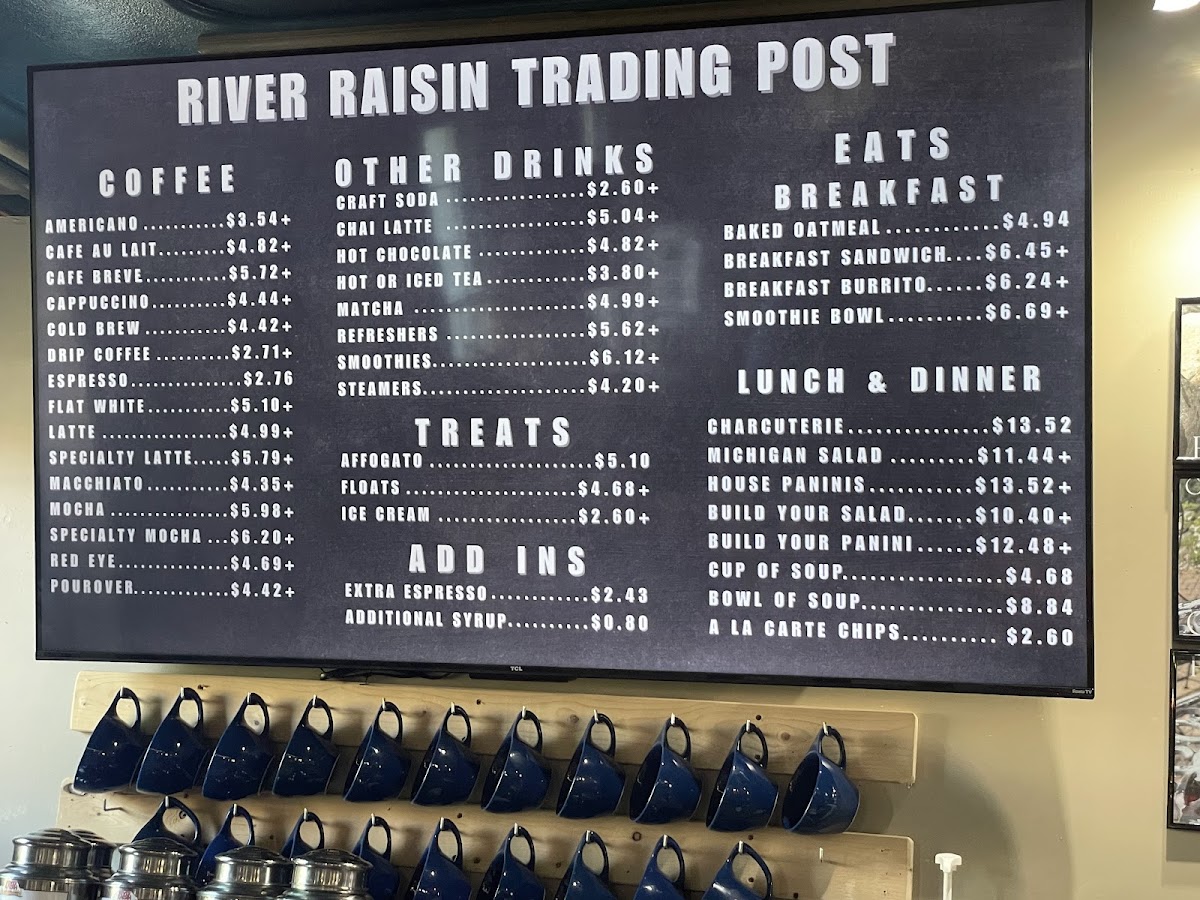 RIVER RAISIN TRADING POST
COFFEE
AMERICANO ...........$3.54+
CAFE AU LAIT.........$4.82+
CAFE BREVE...........$5.72+
CAPPUCCINO..........$4.44+
COLD BREW ...........$4.42+
DRIP COFFEE ..........$2.71+
ESPRESSO...............$2.76
FLAT WHITE...........$5.10+
LATTE .................$4.99+
SPECIALTY LATTE.....$5.79+
MACCHIATO...........$4.35+
MOCHA ................$5.98+
SPECIALTY MOCHA ...$6.20+
RED EYE...............$4.69+
POUROVER.............$4.42+
OTHER DRINKS
CRAFT SODA ..................$2.60+
CHAI LATTE ..................$5.04+
HOT CHOCOLATE ..............$4.82+
HOT OR ICED TEA .............$3.80+
MATCHA ......................$4.99+
REFRESHERS ..................$5.62+
SMOOTHIES....................$6.12+
STEAMERS.....................$4.20+
TREATS
AFFOGATO .....................$5.10
FLOATS ......................$4.68+
ICE CREAM ..................$2.60+
ADD INS
EXTRA ESPRESSO.............$2.43
ADDITIONAL SYRUP..........$0.80
EATS
BREAKFAST
BAKED OATMEAL .............$4.94
BREAKFAST SANDWICH....$6.45+
BREAKFAST BURRITO......$6.24+
SMOOTHIE BOWL ..........$6.69+
LUNCH & DINNER
CHARCUTERIE...............$13.52
MICHIGAN SALAD .........$11.44+
HOUSE PANINIS...........$13.52+
BUILD YOUR SALAD.......$10.40+
BUILD YOUR PANINI......$12.48+
CUP OF SOUP.................$4.68
BOWL OF SOUP...............$8.84
A LA CARTE CHIPS.......... $2.60
TCL
Roku TV